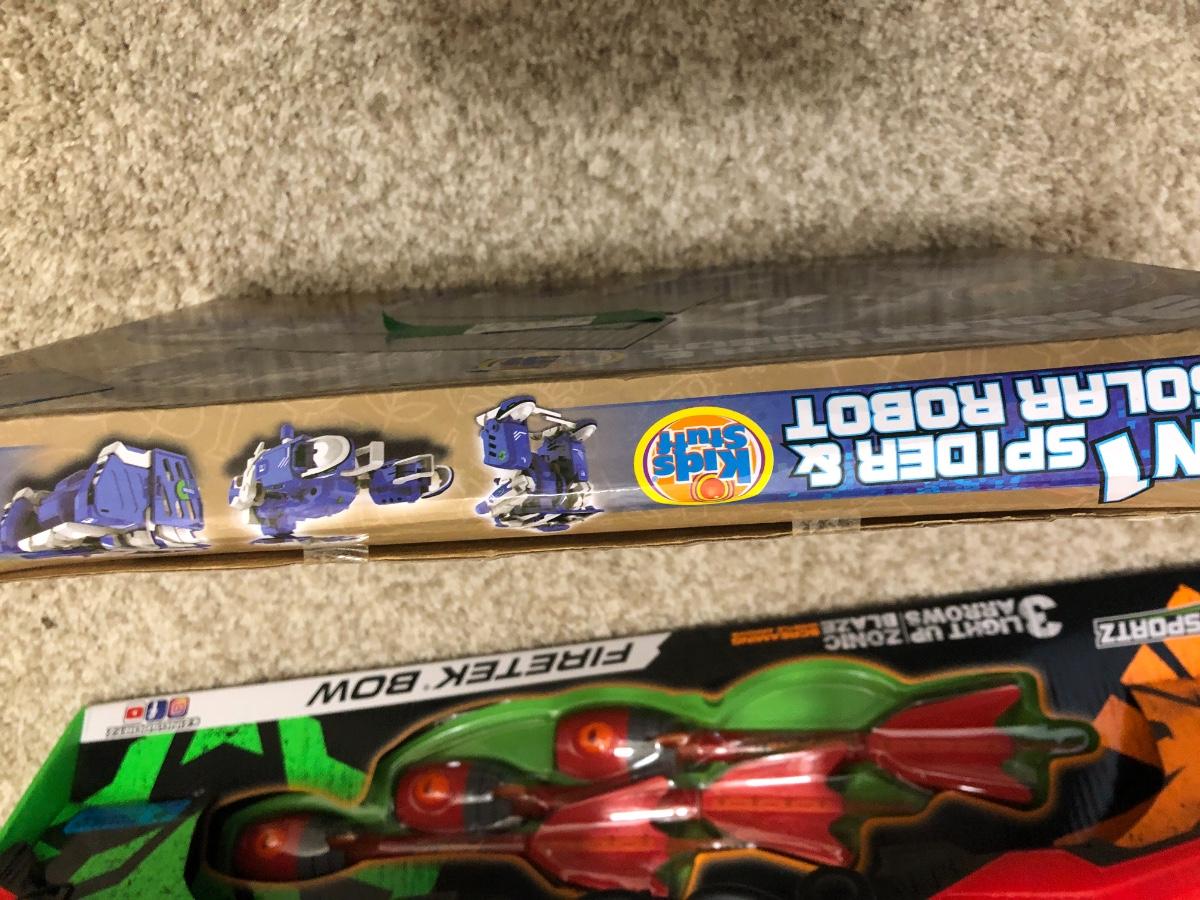 N 1 SPIDER &
SOLAR ROBOT
Kids
Stuff
SPORTZ
3 LIGHT UP ZONIC
ARROWS BLAZE
FIRETEK BOW